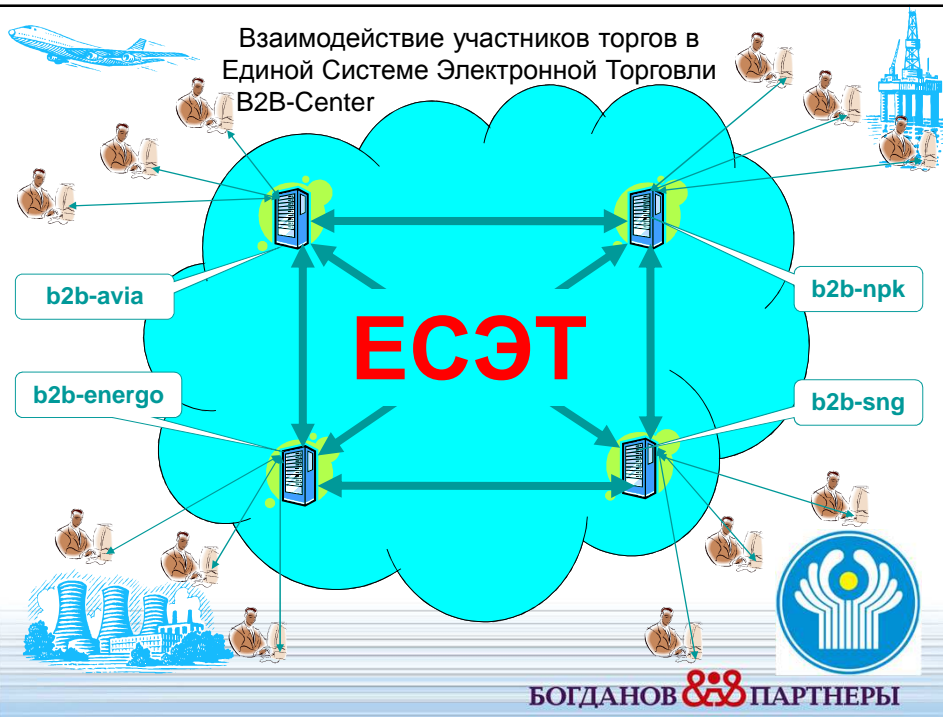 Взаимодействие участников торгов в
Единой Системе Электронной Торговли
B2B-Center
b2b-avia
b2b-npk
ЕСЭТ
b2b-energo
b2b-sng
БОГДАНОВ & ПАРТНЕРЫ